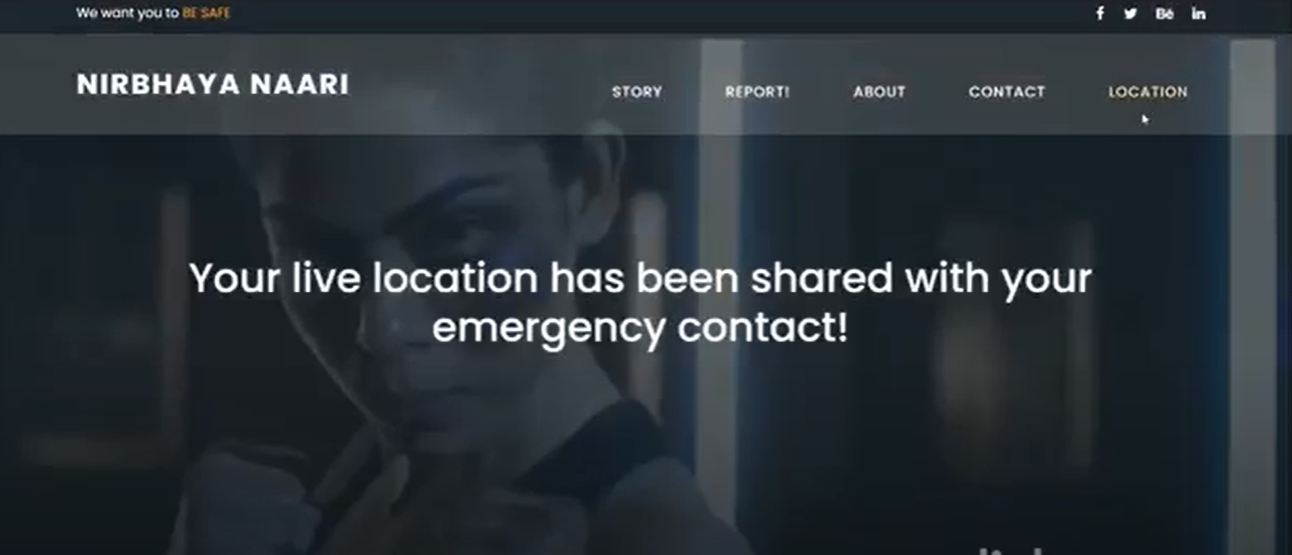 We want you to BE SAFE
NIRBHAYA NAARI
STORY REPORT! ABOUT CONTACT LOCATION
Your live location has been shared with your
emergency contact!